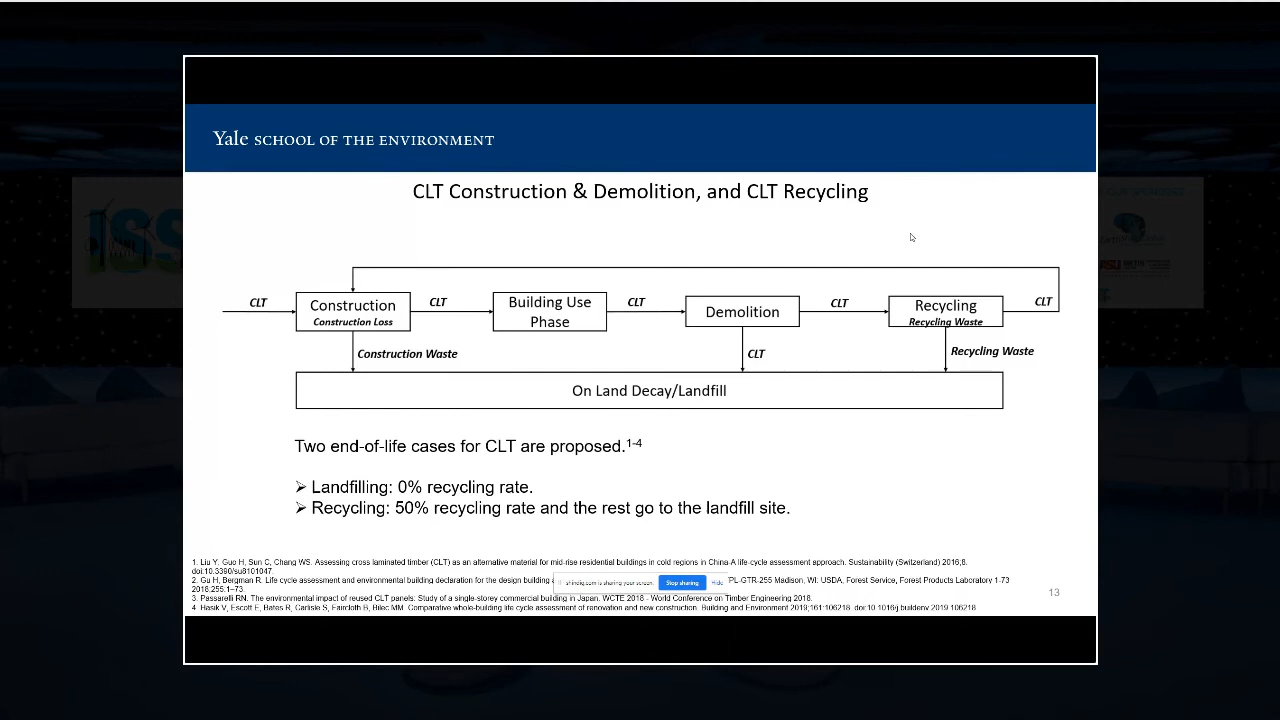 Yale SCHOOL OF THE ENVIRONMENT
CLT Construction & Demolition, and CLT Recycling
CLT
Construction
Construction Loss
CLT
Building Use
Phase
CLT
Demolition
CLT
Recycling
Recycling Waste
CLT
Construction Waste
CLT
Recycling Waste
On Land Decay/Landfill
Two end-of-life cases for CLT are proposed.1-4
➢ Landfilling: 0% recycling rate.
➢ Recycling: 50% recycling rate and the rest go to the landfill site.
1. Liu Y, Guo H, Sun C, Chang WS. Assessing cross laminated timber (CLT) as an alternative material for mid-rise residential buildings in cold regions in China-A life-cycle assessment approach. Sustainability (Switzerland) 2016;8.
doi:10.3390/su8101047.
2. Gu H, Bergman R. Life cycle assessment and environmental building declaration for the design building PL-GTR-255 Madison, WI: USDA, Forest Service, Forest Products Laboratory 1-73
2018;255:1–73.
shindig.com is sharing your screen. Stop sharing Hide
3. Passarelli RN. The environmental impact of reused CLT panels: Study of a single-storey commercial building in Japan. WCTE 2018 - World Conference on Timber Engineering 2018.
4. Hasik V, Escott E, Bates R, Carlisle S, Faircloth B, Bilec MM. Comparative whole-building life cycle assessment of renovation and new construction. Building and Environment 2019;161:106218. doi:10.1016/j.buildenv.2019.106218
13
ISS